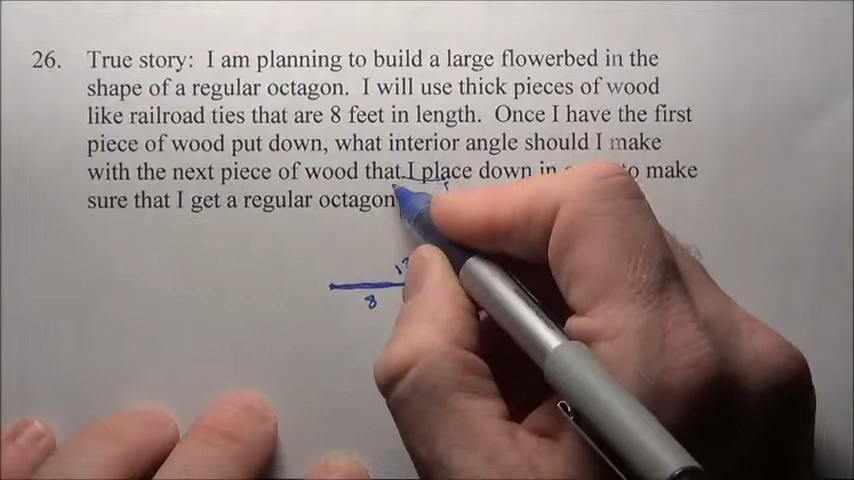 26. True story: I am planning to build a large flowerbed in the
shape of a regular octagon. I will use thick pieces of wood
like railroad ties that are 8 feet in length. Once I have the first
piece of wood put down, what interior angle should I make
with the next piece of wood that I place down in to make
sure that I get a regular octagon
8